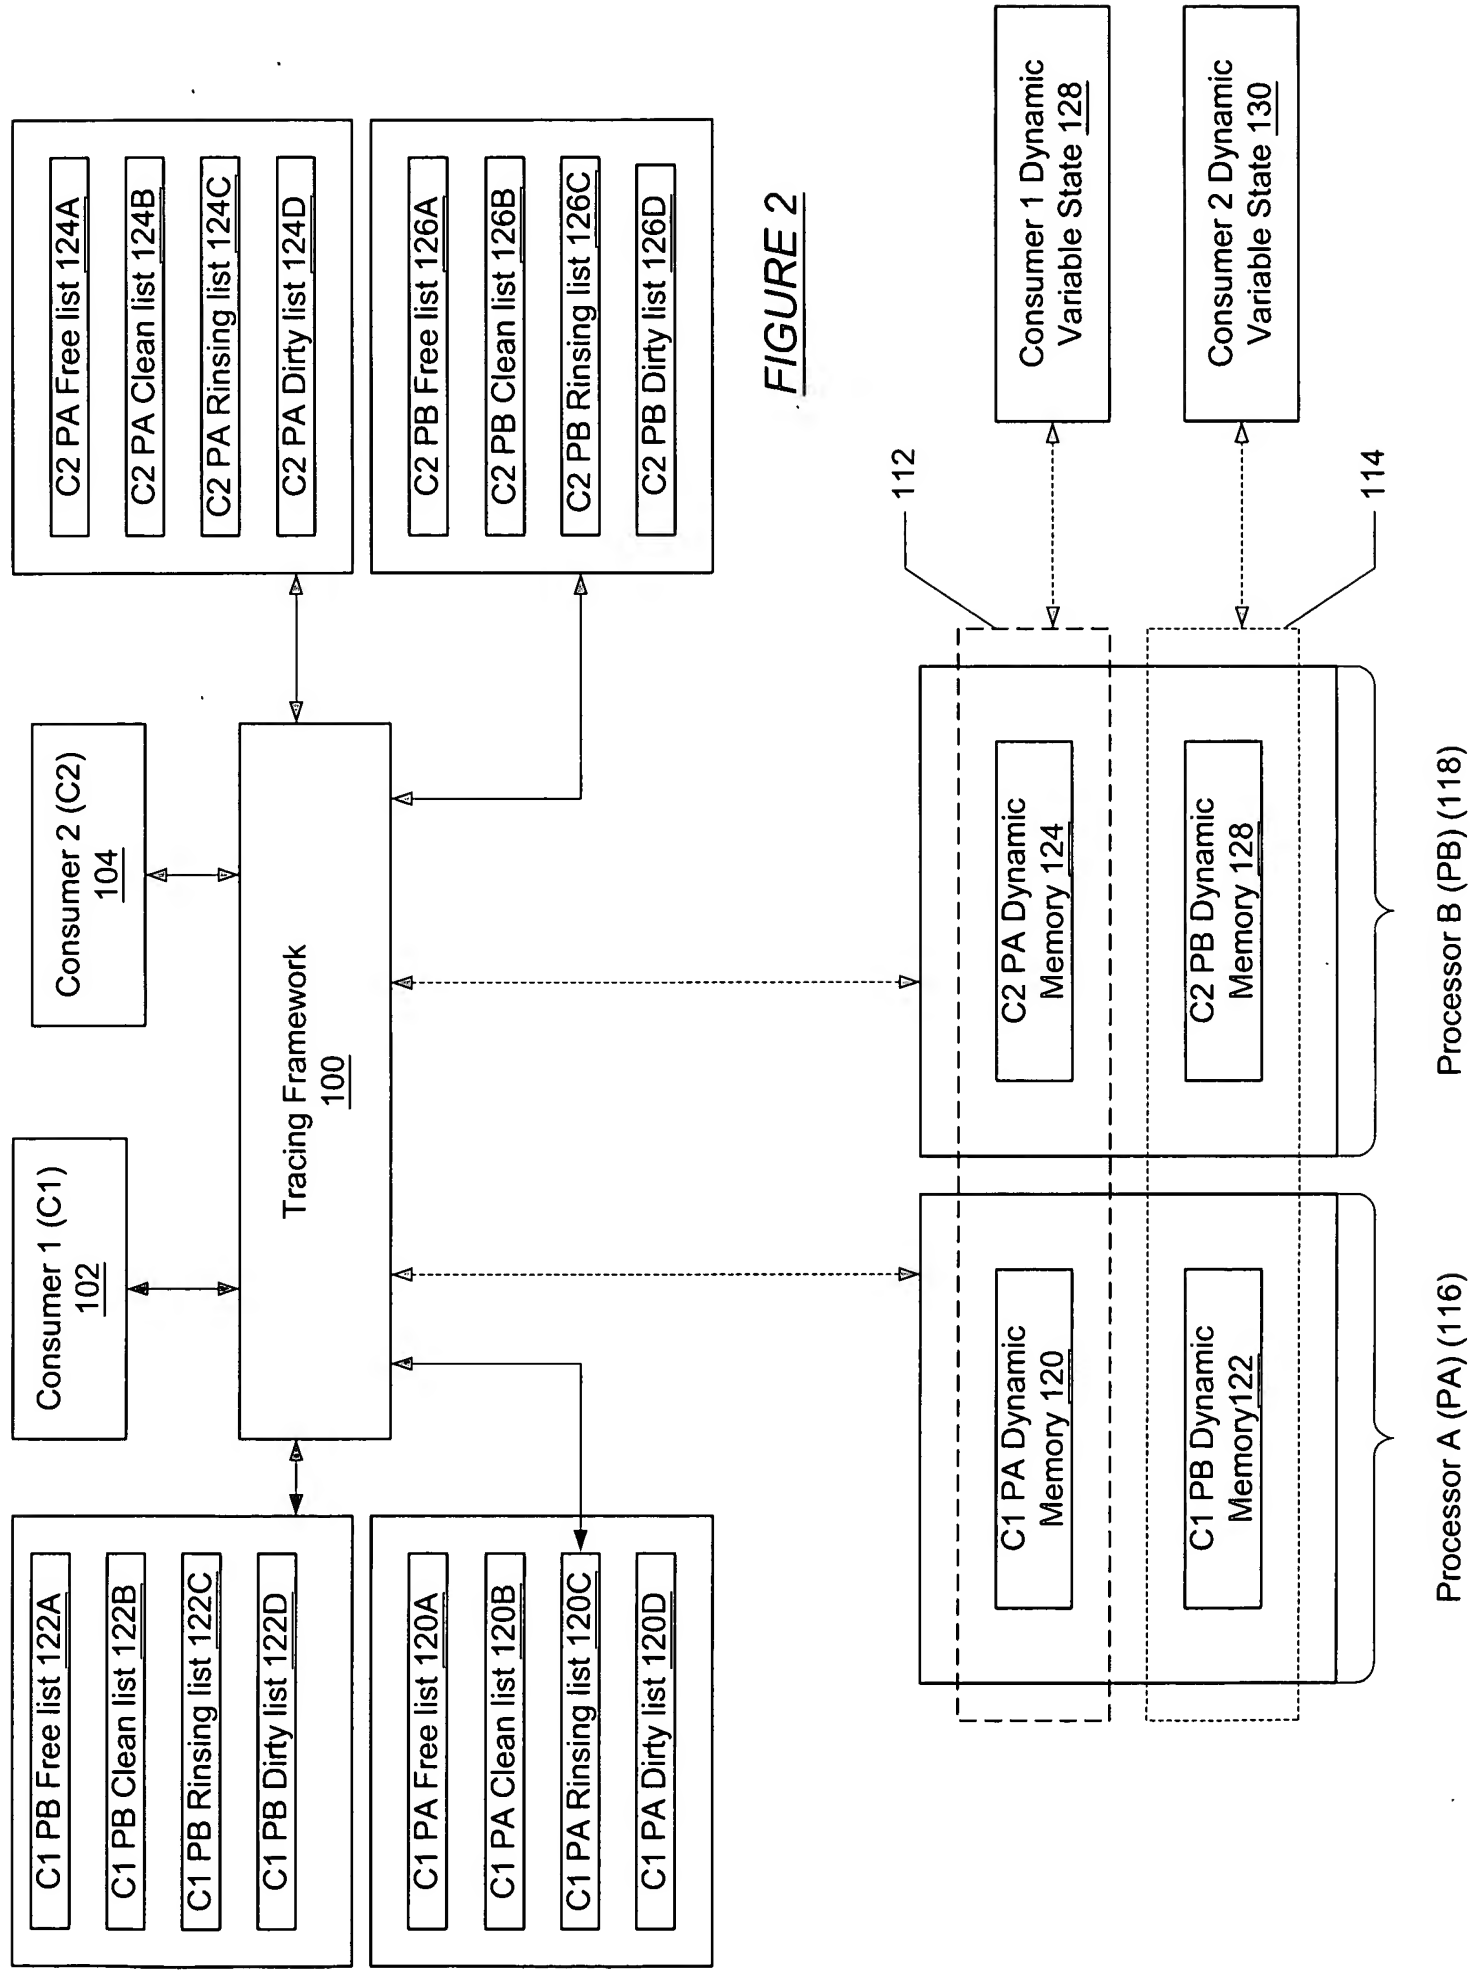 Consumer 1 (C1)
102
Consumer 2 (C2)
104
C1 PB Free list 122A
C1 PB Clean list 122B
C1 PB Rinsing list 122C
C1 PB Dirty list 122D
Tracing Framework
100
C2 PA Free list 124A
C2 PA Clean list 124B
C2 PA Rinsing list 124C
C2 PA Dirty list 124D
C1 PA Free list 120A
C1 PA Clean list 120B
C1 PA Rinsing list 120C
C1 PA Dirty list 120D
C2 PB Free list 126A
C2 PB Clean list 126B
C2 PB Rinsing list 126C
C2 PB Dirty list 126D
FIGURE 2
112
C1 PA Dynamic
Memory 120
C2 PA Dynamic
Memory 124
Consumer 1 Dynamic
Variable State 128
C1 PB Dynamic
Memory122
C2 PB Dynamic
Memory 128
Consumer 2 Dynamic
Variable State 130
114
Processor A (PA) (116)
Processor B (PB) (118)